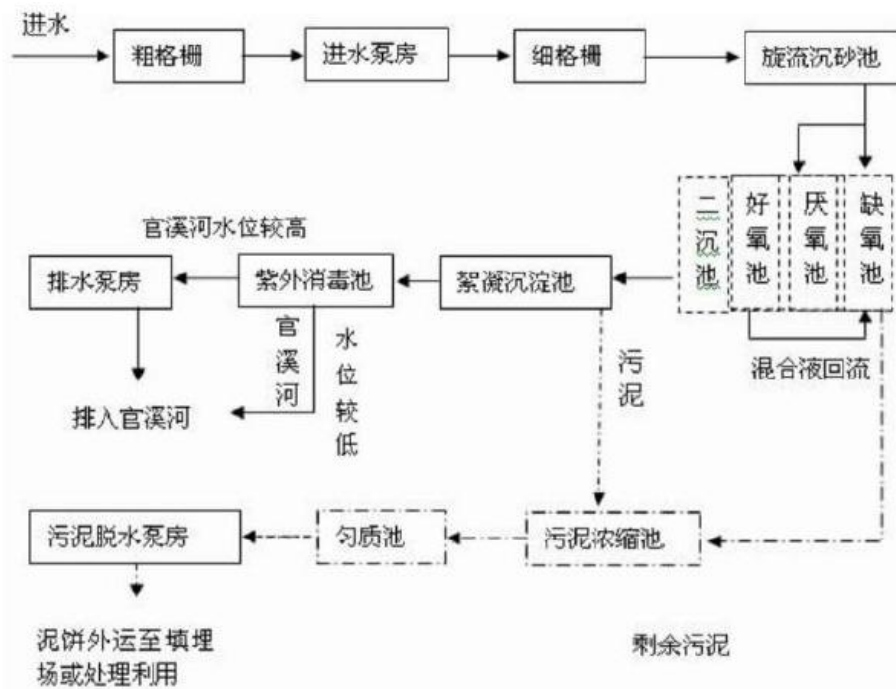 进水
粗格栅
进水泵房
细格栅
旋流沉砂池
二沉池
好氧池
厌氧池
缺氧池
混合液回流
官溪河水位较高
排水泵房
紫外消毒池
絮凝沉淀池
官溪河
水位较低
污泥
排入官溪河
污泥脱水泵房
匀质池
污泥浓缩池
泥饼外运至填埋
场或处理利用
剩余污泥